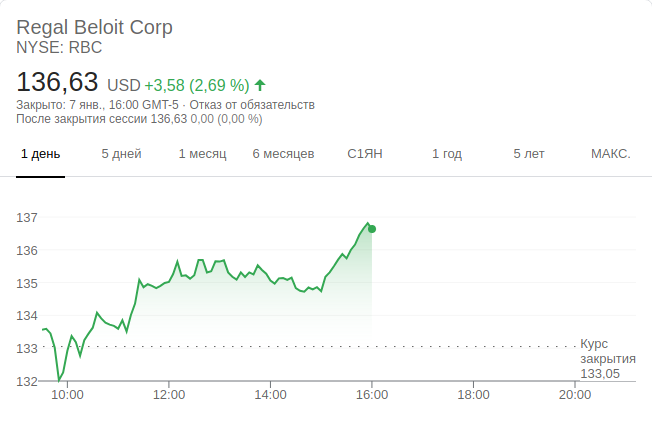 Regal Beloit Corp
NYSE: RBC
136,63 USD +3,58 (2,69 %)
Закрыто: 7 янв., 16:00 GMT-5 · Отказ от обязательств
После закрытия сессии 136,63 0,00 (0,00 %)
1 день 5 дней 1 месяц 6 месяцев С1ЯН 1 год 5 лет МАКС.
137
136
135
134
133
132
Курс
закрытия
133,05
10:00 12:00 14:00 16:00 18:00 20:00